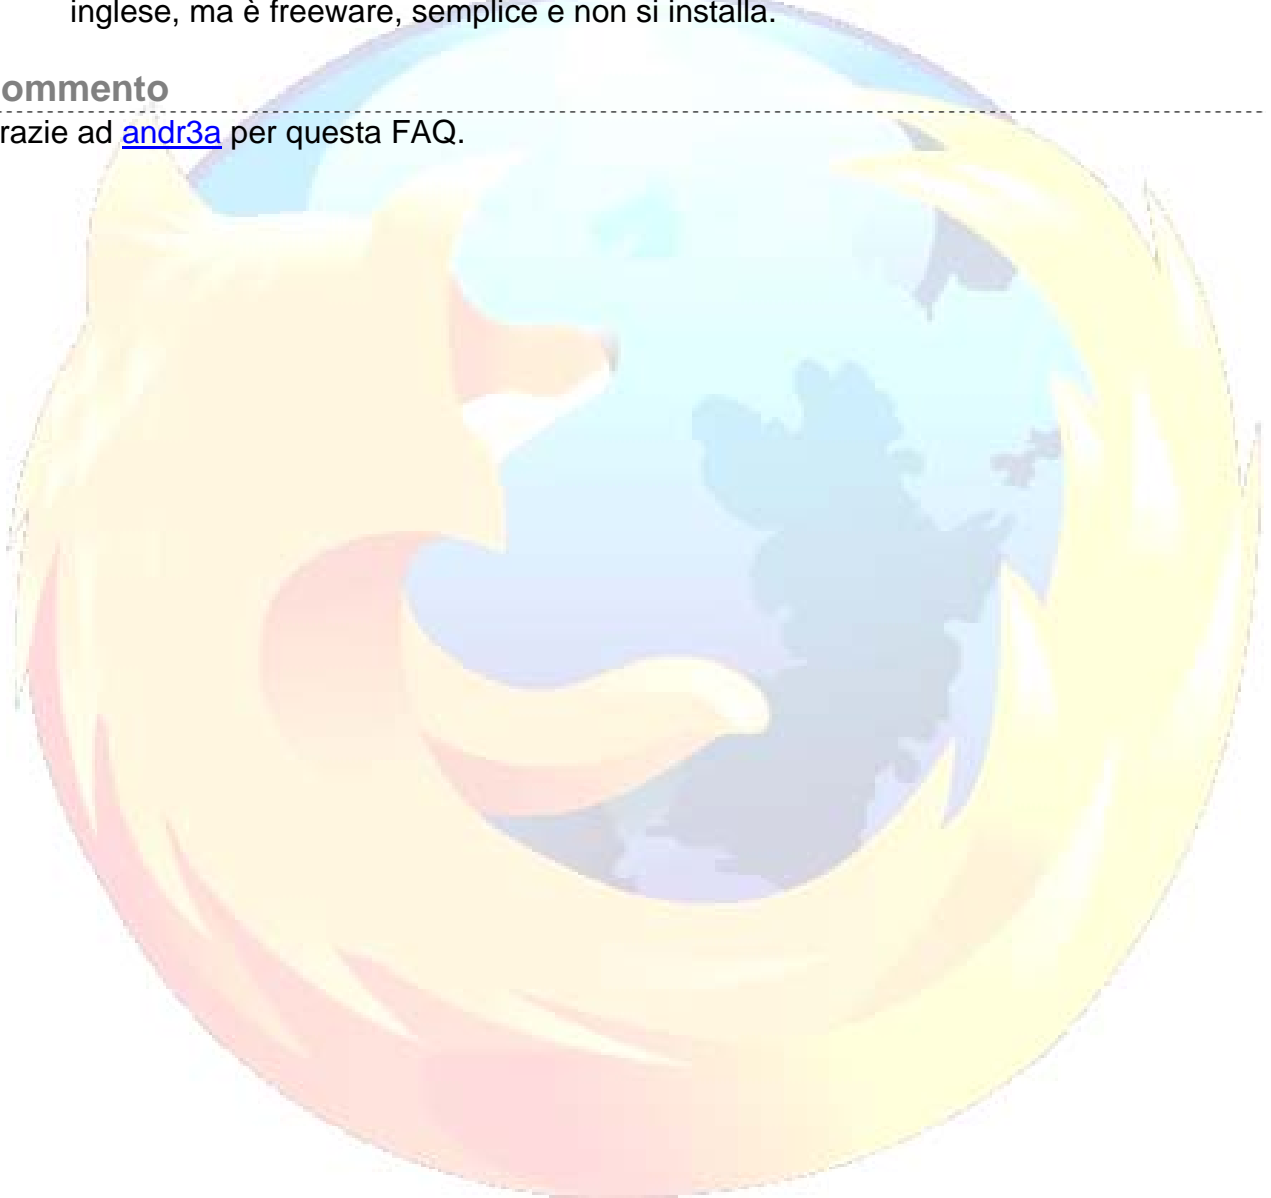 inglese, ma è freeware, semplice e non si installa.
ommento
razie ad andr3a per questa FAQ.